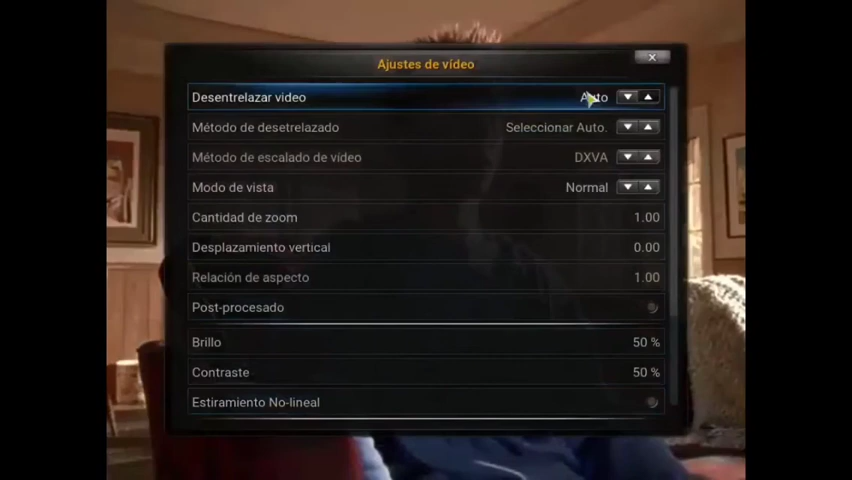 Ajustes de vídeo
Desentrelazar video Auto
Método de desetrelazado Seleccionar Auto.
Método de escalado de vídeo DXVA
Modo de vista Normal
Cantidad de zoom 1.00
Desplazamiento vertical 0.00
Relación de aspecto 1.00
Post-procesado
Brillo 50 %
Contraste 50 %
Estiramiento No-lineal